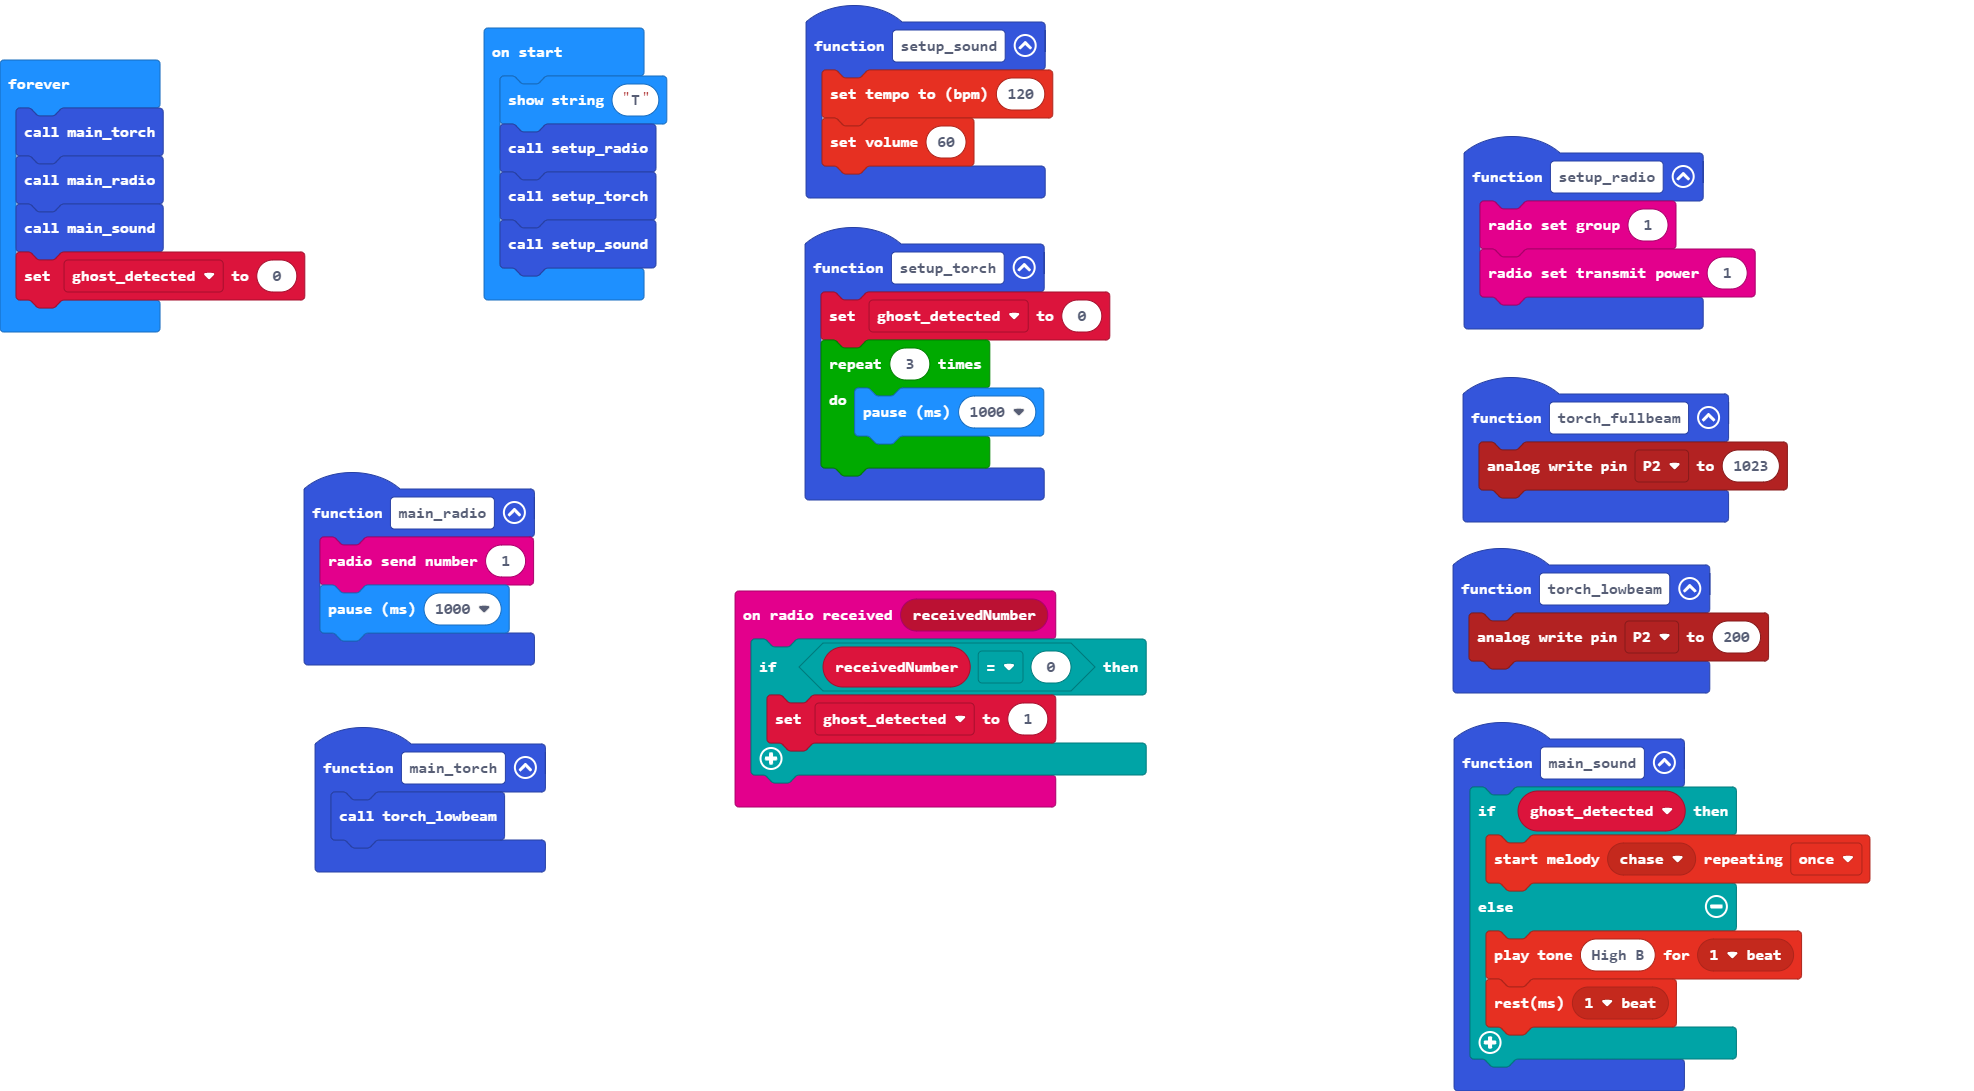 forever
call main_torch
call main_radio
call main_sound
set ghost_detected to 0
on start
show string "T"
call setup_radio
call setup_torch
call setup_sound
function setup_sound
set tempo to (bpm) 120
set volume 60
function setup_torch
set ghost_detected to 0
repeat 3 times
do pause (ms) 1000
function main_radio
radio send number 1
pause (ms) 1000
function main_torch
call torch_lowbeam
on radio received receivedNumber
if receivedNumber = 0 then
set ghost_detected to 1
function setup_radio
radio set group 1
radio set transmit power 1
function torch_fullbeam
analog write pin P2 to 1023
function torch_lowbeam
analog write pin P2 to 200
function main_sound
if ghost_detected then
start melody chase repeating once
else
play tone High B for 1 beat
rest(ms) 1 beat